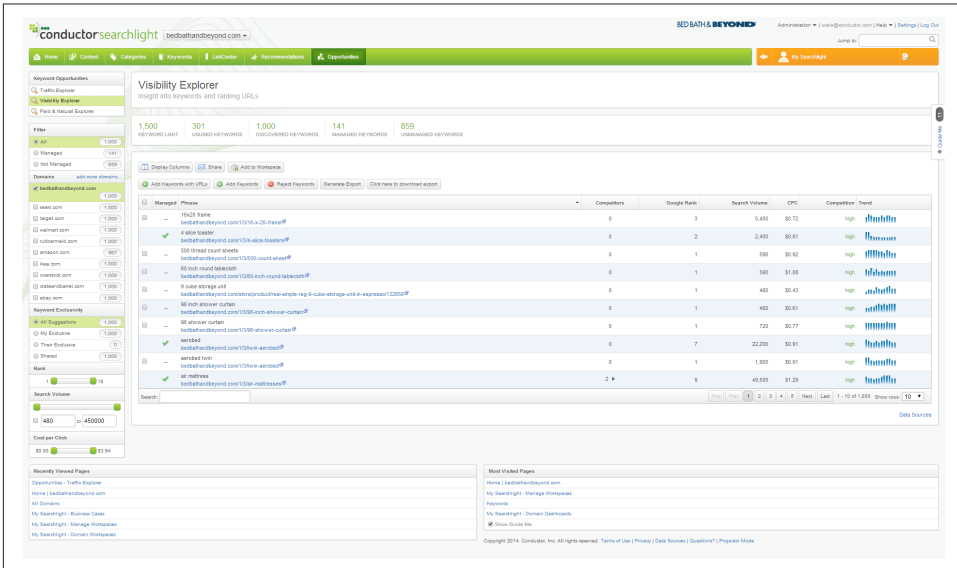 conductor searchlight bedbathandbeyond.com
BED BATH & BEYOND
Administration | scale@conductor.com | Help | Settings | Log Out
Jump to:
Home Content Categories Keywords LinkCenter Recommendations Opportunities My Searchlight
Keyword Opportunities
Traffic Explorer
Visibility Explorer
Paid & Natural Explorer
Filter
All 1,000
Managed 141
Not Managed 859
Domains add more domains...
bedbathandbeyond.com
1,000
sears.com 1,000
target.com 1,000
walmart.com 1,000
rubbermaid.com 1,000
amazon.com 987
ikea.com 1,000
overstock.com 1,000
crateandbarrel.com 1,000
ebay.com 1,000
Keyword Exclusivity
All Suggestions 1,000
My Exclusive 1,000
Their Exclusive 0
Shared 1,000
Rank
1 18
Search Volume
480 to 450000
Cost per Click
$0.00 $3.94
Visibility Explorer
Insight into keywords and ranking URLs
1,500 301 1,000 141 859
KEYWORD LIMIT UNUSED KEYWORDS DISCOVERED KEYWORDS MANAGED KEYWORDS UNMANAGED KEYWORDS
Display Columns Share Add to Workspace
Add Keywords with URLs Add Keywords Reject Keywords Generate Export Click here to download export
Managed Phrase Competitors Google Rank Search Volume CPC Competition Trend
16x20 frame
bedbathandbeyond.com/1/3/16-x-20-frame
0 3 5,400 $0.72 high
4 slice toaster
bedbathandbeyond.com/1/3/4-slice-toasters
0 2 2,400 $0.81 high
500 thread count sheets
bedbathandbeyond.com/1/3/500-count-sheet
0 1 590 $0.92 high
60 inch round tablecloth
bedbathandbeyond.com/1/3/60-inch-round-tablecloth
0 1 590 $1.08 high
9 cube storage unit
bedbathandbeyond.com/store/product/real-simple-reg-9-cube-storage-unit-in-espresso/132656
0 1 480 $0.43 high
96 inch shower curtain
bedbathandbeyond.com/1/3/96-inch-shower-curtain
0 1 480 $0.61 high
96 shower curtain
bedbathandbeyond.com/1/3/96-shower-curtain
0 1 720 $0.77 high
aerobed
bedbathandbeyond.com/1/3/twin-aerobed
0 7 22,200 $0.91 high
aerobed twin
bedbathandbeyond.com/1/3/twin-aerobed
0 1 1,900 $0.91 high
air mattress
bedbathandbeyond.com/1/3/air-mattresses
2 9 49,500 $1.29 high
Search: First Prev 1 2 3 4 5 Next Last 1 - 10 of 1,000 Show rows: 10
Data Sources
Guide Me
Recently Viewed Pages
Opportunities - Traffic Explorer
Home | bedbathandbeyond.com
All Domains
My Searchlight - Business Cases
My Searchlight - Manage Workspaces
My Searchlight - Domain Workspaces
Most Visited Pages
Home | bedbathandbeyond.com
My Searchlight - Manage Workspaces
Keywords
My Searchlight - Domain Dashboards
Show Guide Me
Copyright 2014. Conductor, Inc. All rights reserved. Terms of Use | Privacy | Data Sources | Questions? | Projector Mode